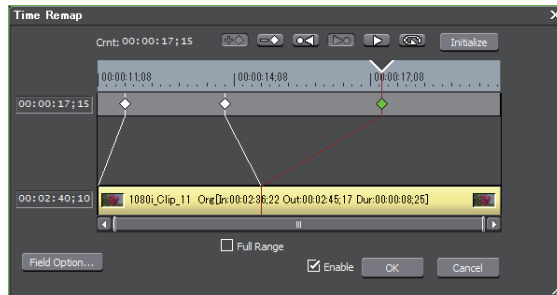 Time Remap
Crnt: 00:00:17;15
Initialize
00:00:11;08 00:00:14;08 00:00:17;08
00:00:17;15
00:02:40;10 1080i_Clip_11 Org[In:00:02:36;22 Out:00:02:45;17 Dur:00:00:08;25]
Full Range
Field Option... Enable OK Cancel